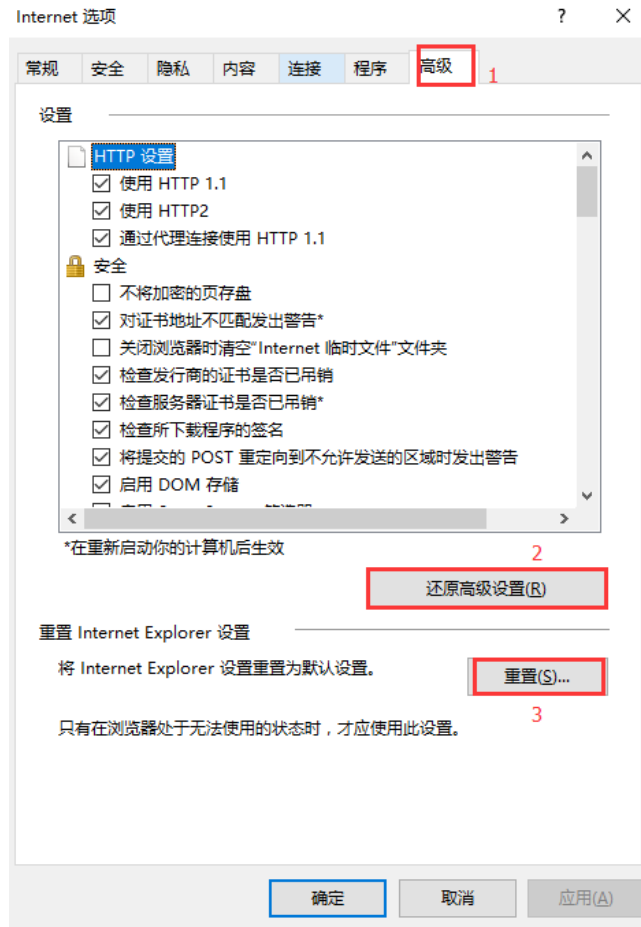 Internet 选项
?
常规 安全 隐私 内容 连接 程序 高级 1
设置
HTTP 设置
使用 HTTP 1.1
使用 HTTP2
通过代理连接使用 HTTP 1.1
安全
不将加密的页存盘
对证书地址不匹配发出警告*
关闭浏览器时清空“Internet 临时文件”文件夹
检查发行商的证书是否已吊销
检查服务器证书是否已吊销*
检查所下载程序的签名
将提交的 POST 重定向到不允许发送的区域时发出警告
启用 DOM 存储
*在重新启动你的计算机后生效
2
还原高级设置(R)
重置 Internet Explorer 设置
将 Internet Explorer 设置重置为默认设置。
重置(S)...
3
只有在浏览器处于无法使用的状态时，才应使用此设置。
确定 取消 应用(A)